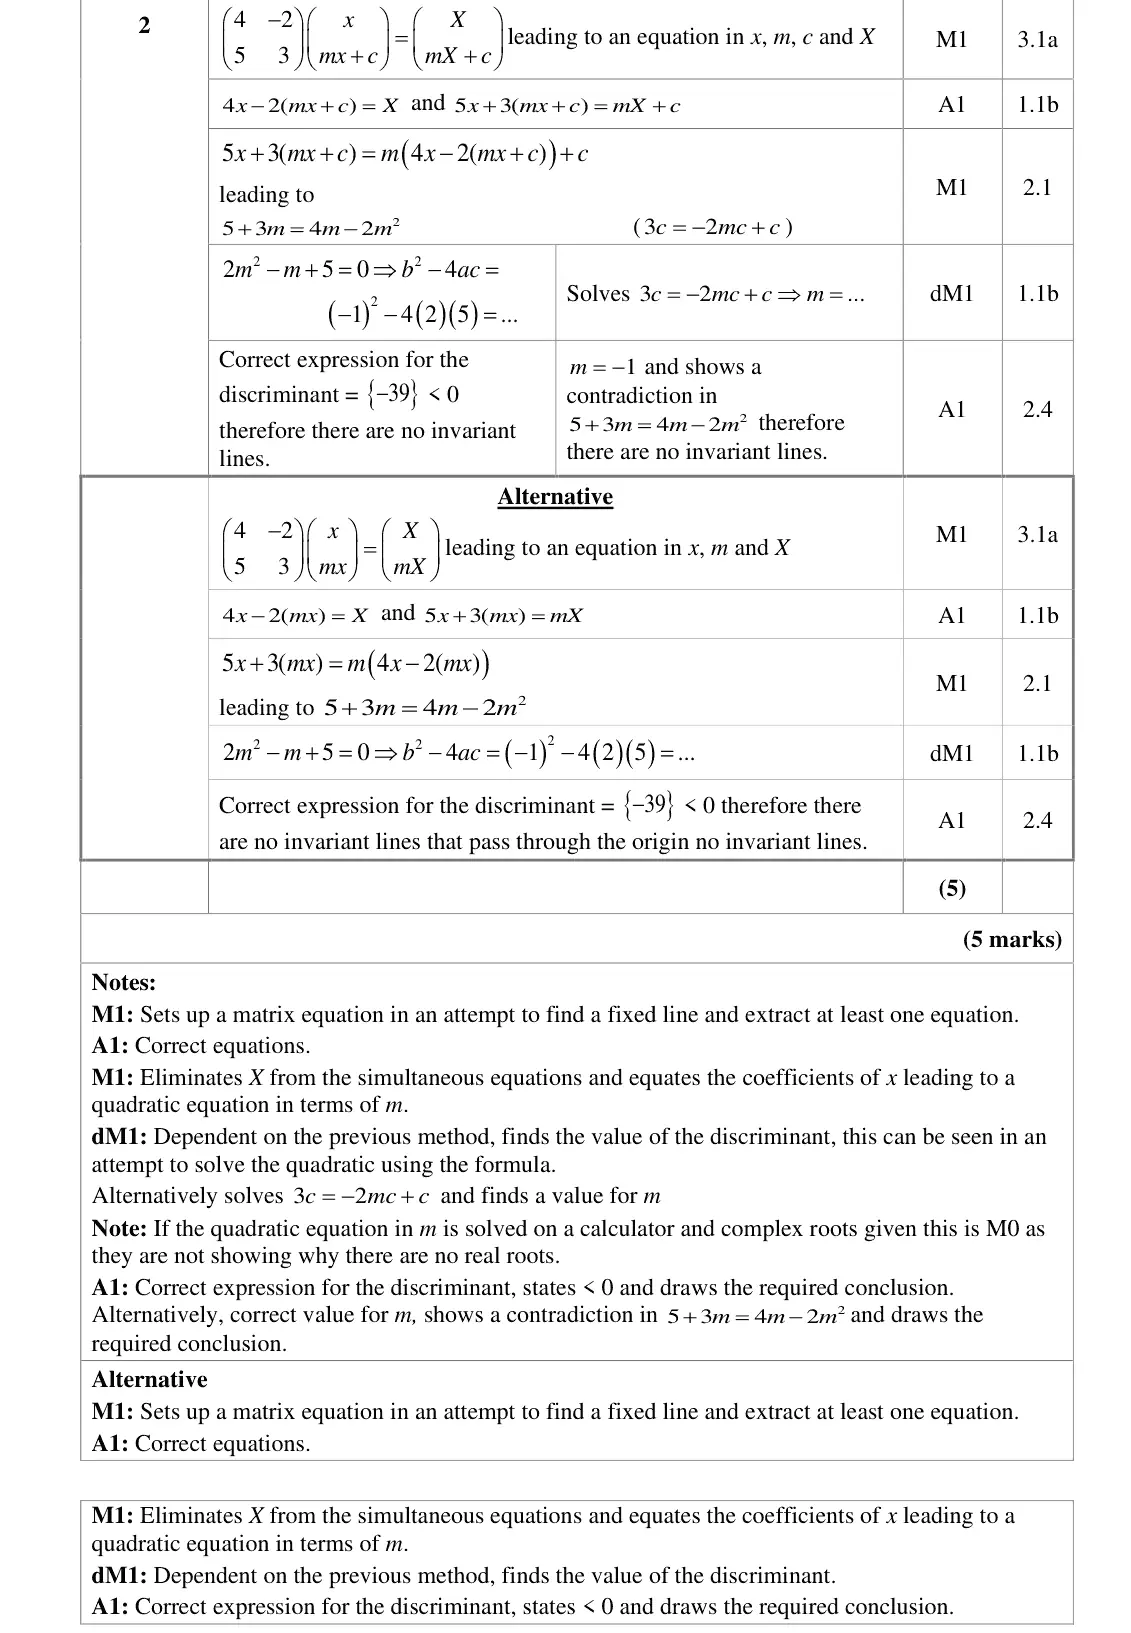 2
(4 −2; 5 3)(x; mx + c) = (X; mX + c) leading to an equation in x, m, c and X M1 3.1a
4x − 2(mx + c) = X and 5x + 3(mx + c) = mX + c A1 1.1b
5x + 3(mx + c) = m(4x − 2(mx + c)) + c
leading to M1 2.1
5 + 3m = 4m − 2m² ( 3c = −2mc + c )
2m² − m + 5 = 0 ⇒ b² − 4ac =
(−1)² − 4(2)(5) = ...
Solves 3c = −2mc + c ⇒ m = ... dM1 1.1b
Correct expression for the
discriminant = {−39} < 0
therefore there are no invariant
lines.
m = −1 and shows a
contradiction in
5 + 3m = 4m − 2m² therefore
there are no invariant lines.
A1 2.4
Alternative
(4 −2; 5 3)(x; mx) = (X; mX) leading to an equation in x, m and X M1 3.1a
4x − 2(mx) = X and 5x + 3(mx) = mX A1 1.1b
5x + 3(mx) = m(4x − 2(mx))
leading to 5 + 3m = 4m − 2m² M1 2.1
2m² − m + 5 = 0 ⇒ b² − 4ac = (−1)² − 4(2)(5) = ... dM1 1.1b
Correct expression for the discriminant = {−39} < 0 therefore there
are no invariant lines that pass through the origin no invariant lines.
A1 2.4
(5)
(5 marks)
Notes:
M1: Sets up a matrix equation in an attempt to find a fixed line and extract at least one equation.
A1: Correct equations.
M1: Eliminates X from the simultaneous equations and equates the coefficients of x leading to a
quadratic equation in terms of m.
dM1: Dependent on the previous method, finds the value of the discriminant, this can be seen in an
attempt to solve the quadratic using the formula.
Alternatively solves 3c = −2mc + c and finds a value for m
Note: If the quadratic equation in m is solved on a calculator and complex roots given this is M0 as
they are not showing why there are no real roots.
A1: Correct expression for the discriminant, states < 0 and draws the required conclusion.
Alternatively, correct value for m, shows a contradiction in 5 + 3m = 4m − 2m² and draws the
required conclusion.
Alternative
M1: Sets up a matrix equation in an attempt to find a fixed line and extract at least one equation.
A1: Correct equations.
M1: Eliminates X from the simultaneous equations and equates the coefficients of x leading to a
quadratic equation in terms of m.
dM1: Dependent on the previous method, finds the value of the discriminant.
A1: Correct expression for the discriminant, states < 0 and draws the required conclusion.